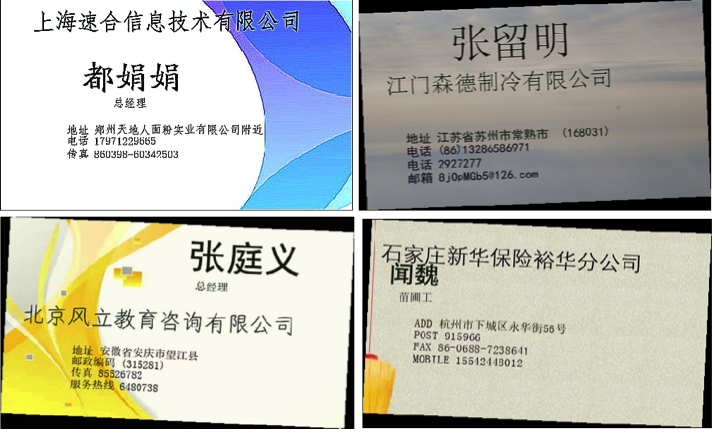 上海速合信息技术有限公司
都娟娟
总经理
地址 郑州天地人面粉实业有限公司附近
电话 17971229665
传真 860398-60342503
张留明
江门森德制冷有限公司
地址 江苏省苏州市常熟市 (168031)
电话 (86)13286586971
电话 2927277
邮箱 8jOpMGb5@126.com
张庭义
总经理
北京风立教育咨询有限公司
地址 安徽省安庆市望江县
邮政编码 (315281)
传真 85526782
服务热线 6480738
石家庄新华保险裕华分公司
闻魏
苗圃工
ADD 杭州市下城区永华街56号
POST 915966
FAX 86-0688-7238641
MOBILE 15542448012